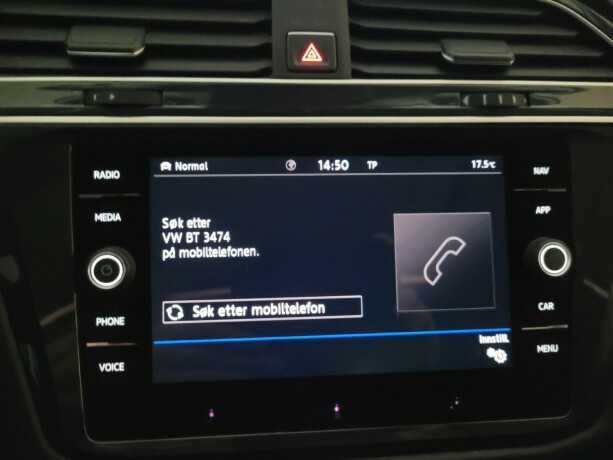 RADIO
MEDIA
PHONE
VOICE
Normal 14:50 TP 17.5°C
Søk etter
VW BT 3474
på mobiltelefonen.
Søk etter mobiltelefon
Innstill.
NAV
APP
CAR
MENU